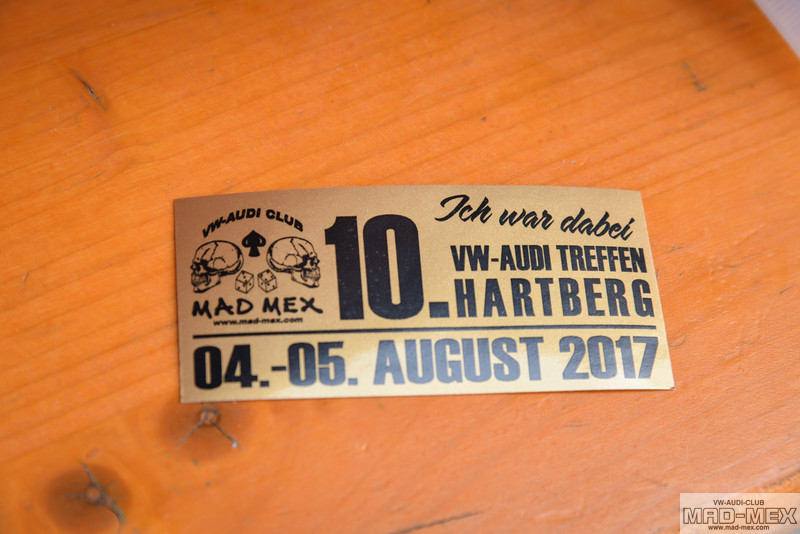 VW-AUDI CLUB
MAD MEX
www.mad-mex.com
10.
Ich war dabei
VW-AUDI TREFFEN
HARTBERG
04.-05. AUGUST 2017
VW-AUDI-CLUB
MAD-MEX
www.mad-mex.com